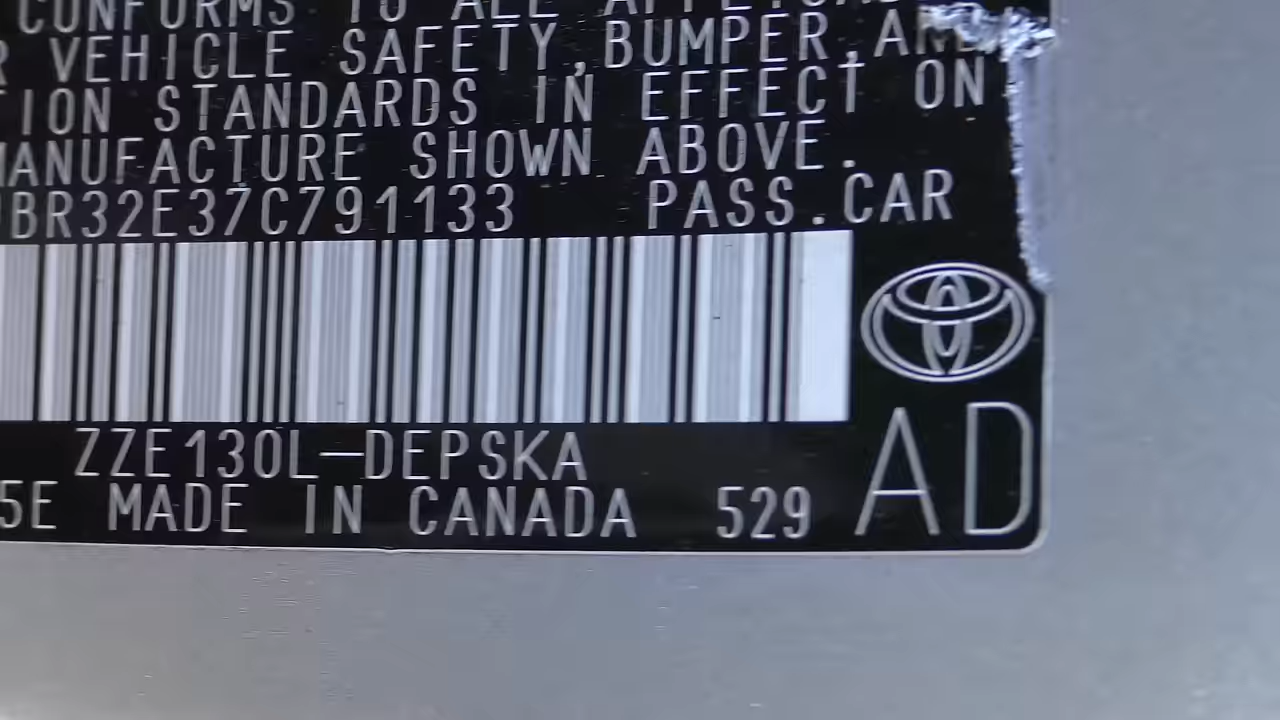 CONFORMS TO ALL
VEHICLE SAFETY, BUMPER, AND
TION STANDARDS IN EFFECT ON
MANUFACTURE SHOWN ABOVE.
BR32E37C791133 PASS.CAR
ZZE130L-DEPSKA
5E MADE IN CANADA 529
AD